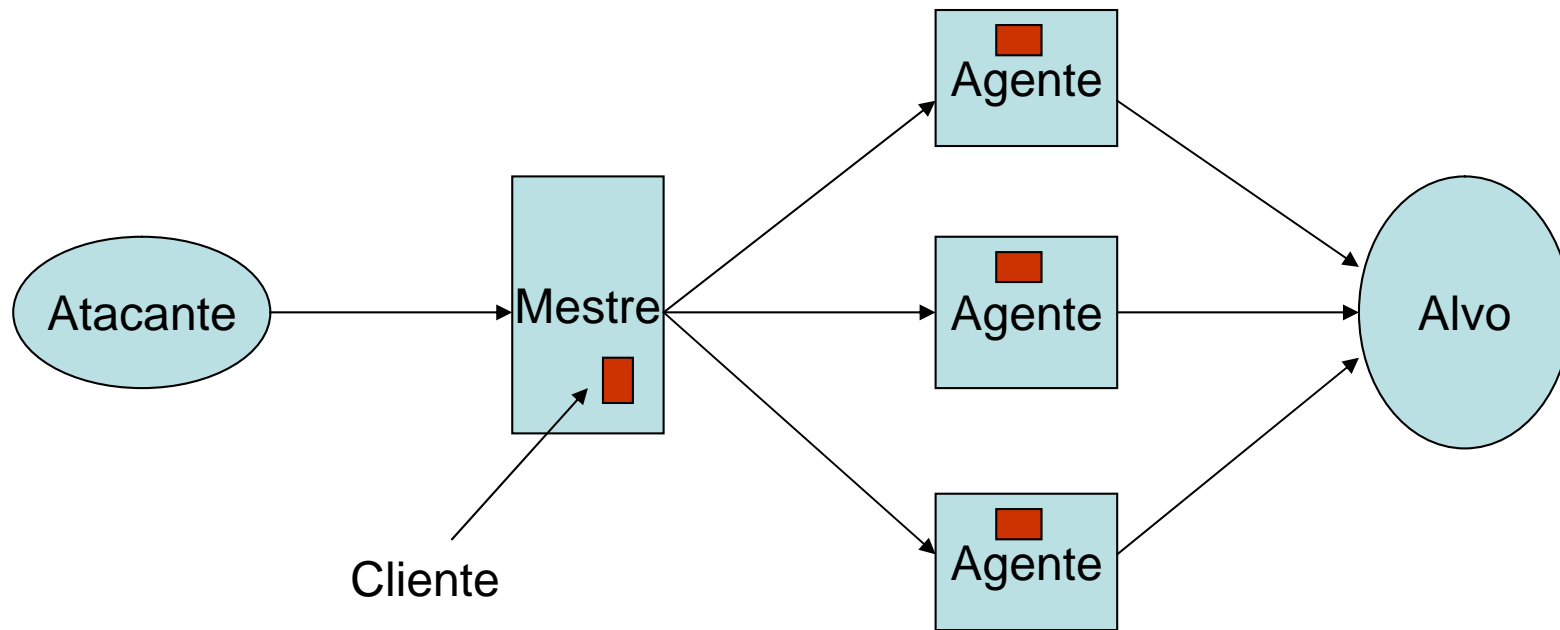 Agente
Atacante
Mestre
Agente
Alvo
Cliente
Agente